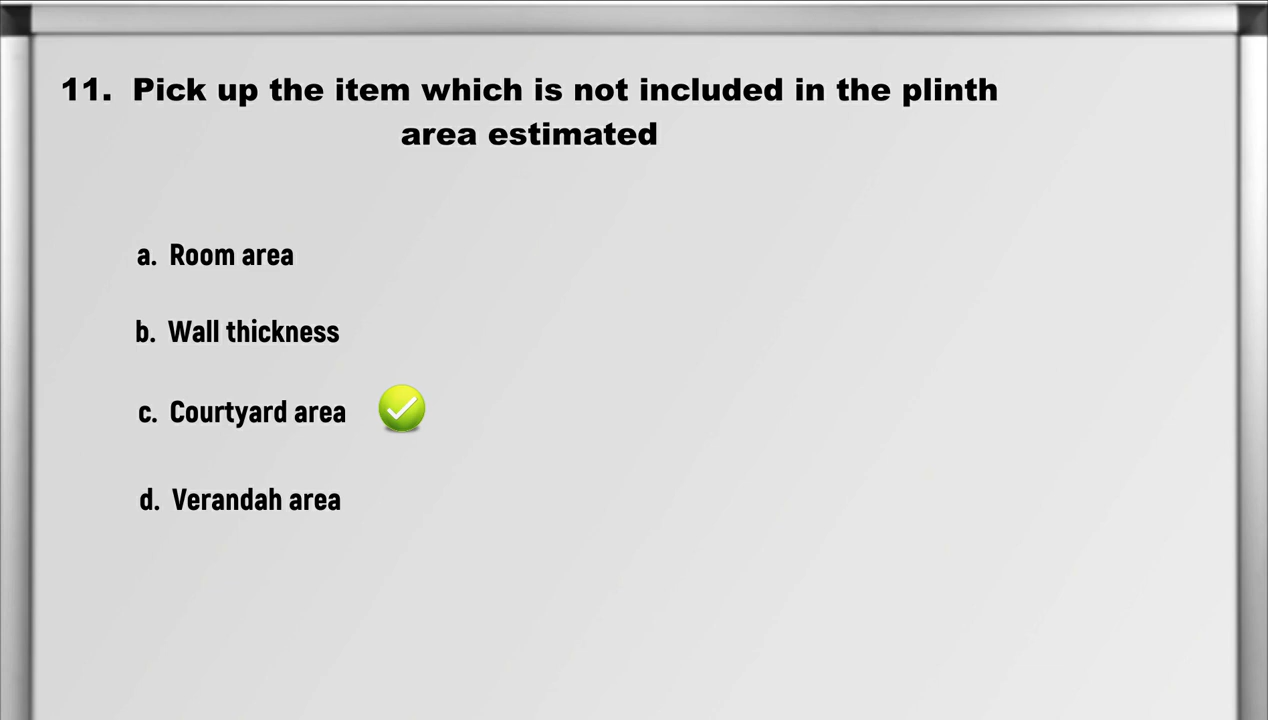 11. Pick up the item which is not included in the plinth
area estimated
a. Room area
b. Wall thickness
c. Courtyard area
d. Verandah area